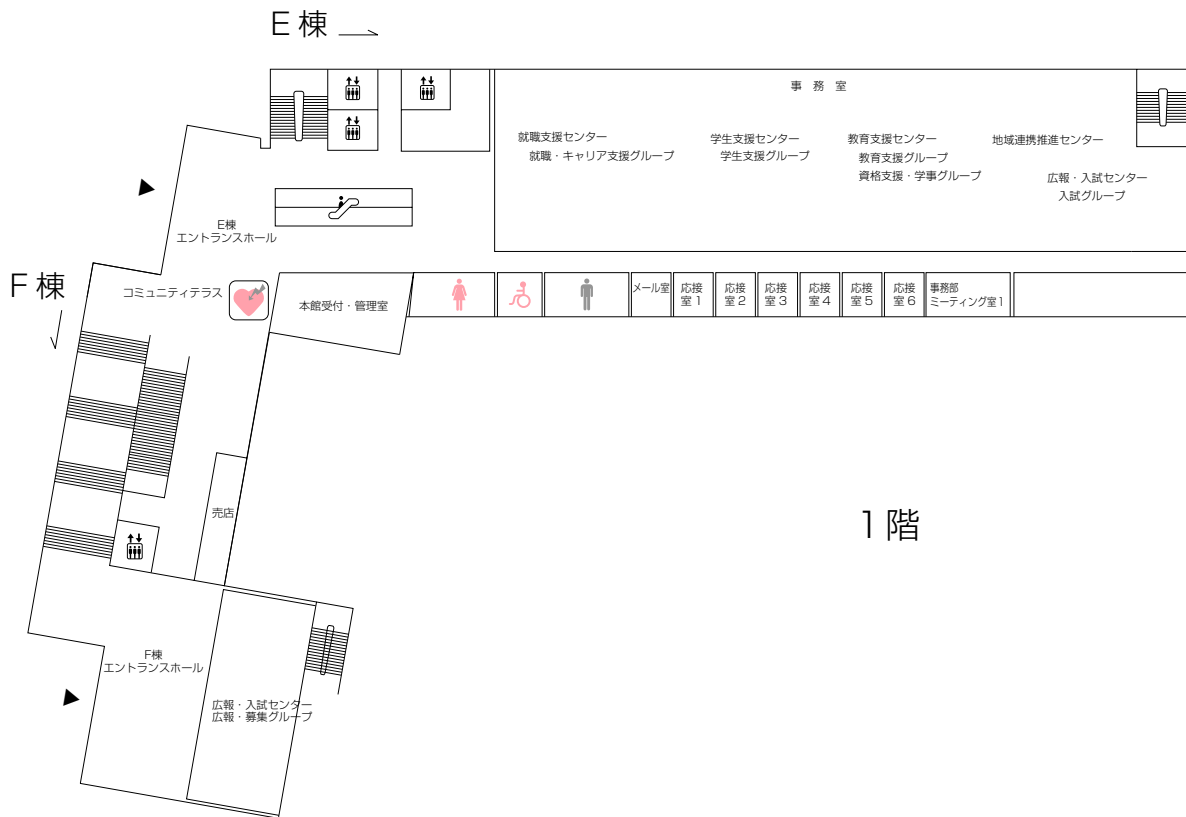 E棟
事務室
就職支援センター
就職・キャリア支援グループ
学生支援センター
学生支援グループ
教育支援センター
教育支援グループ
資格支援・学事グループ
地域連携推進センター
広報・入試センター
入試グループ
E棟
エントランスホール
F棟
コミュニティテラス
本館受付・管理室
メール室
応接
室1
応接
室2
応接
室3
応接
室4
応接
室5
応接
室6
事務部
ミーティング室1
売店
1階
F棟
エントランスホール
広報・入試センター
広報・募集グループ